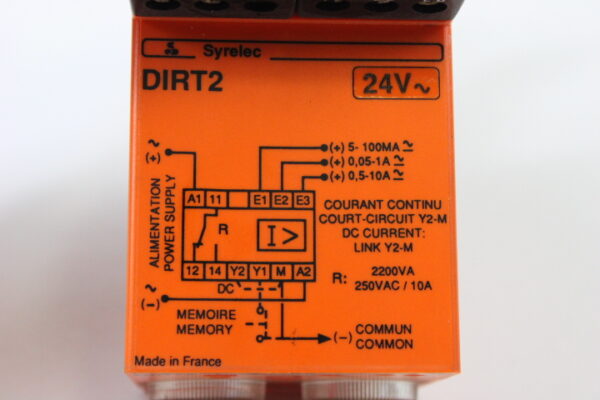 Syrelec
DIRT2
24V~
~
(+)
(+) 5- 100MA ≂
(+) 0,05-1A ≂
(+) 0,5-10A ≂
ALIMENTATION
POWER SUPPLY
A1 11 E1 E2 E3
R
I >
12 14 Y2 Y1 M A2
DC
COURANT CONTINU
COURT-CIRCUIT Y2-M
DC CURRENT:
LINK Y2-M
R: 2200VA
250VAC / 10A
~
(-)
MEMOIRE
MEMORY
(-) COMMUN
COMMON
Made in France